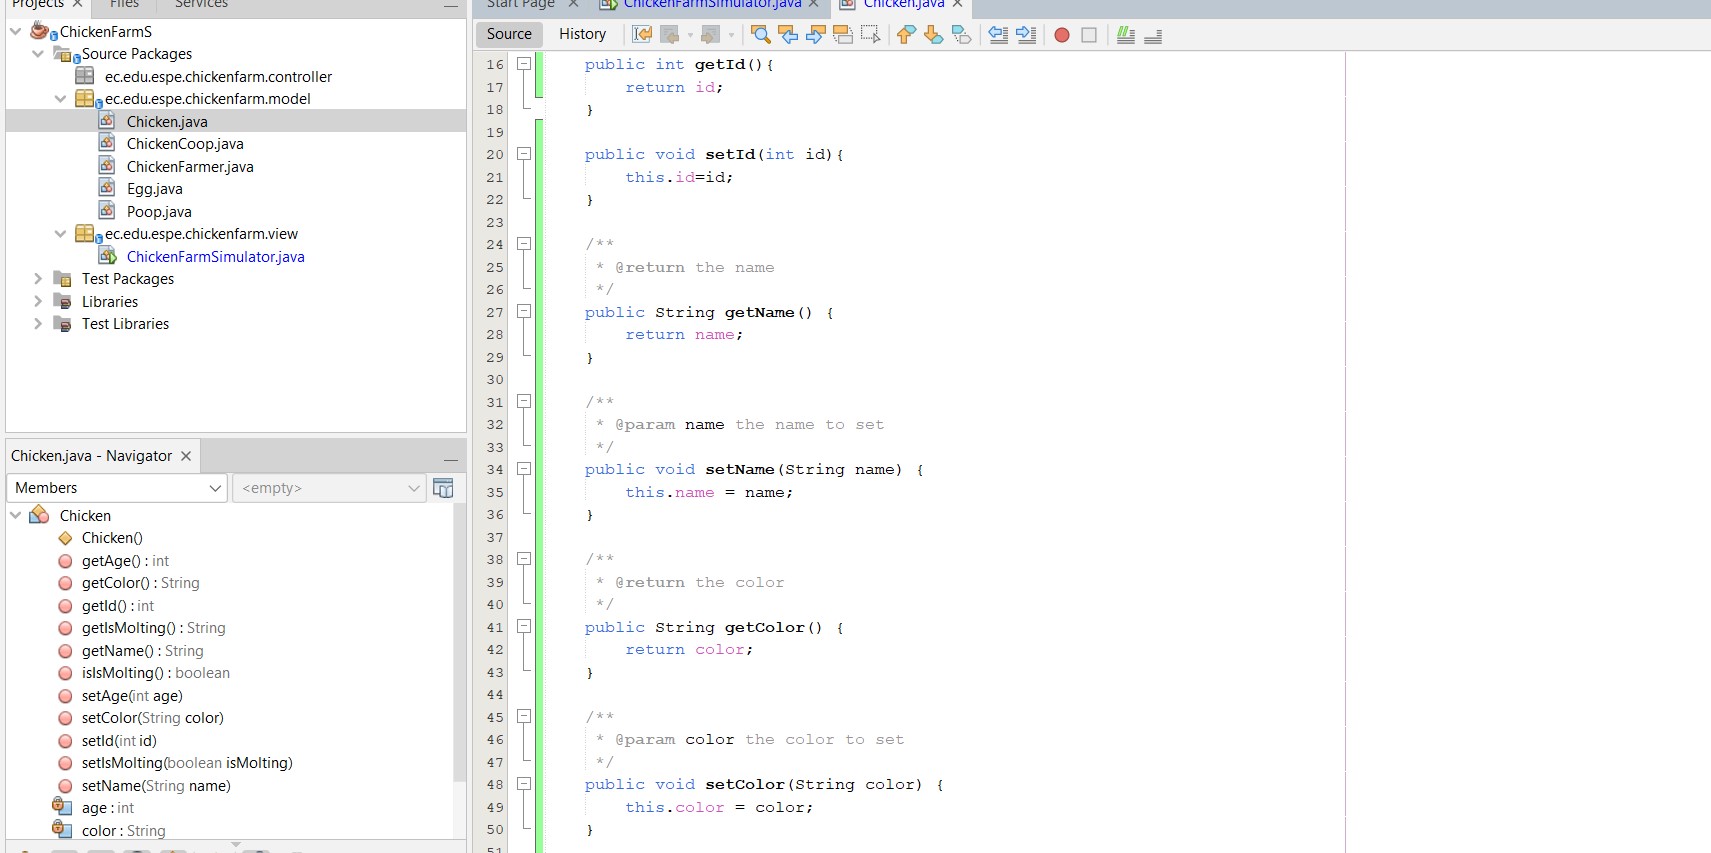 Projects
Files
Services
ChickenFarmS
Source Packages
ec.edu.espe.chickenfarm.controller
ec.edu.espe.chickenfarm.model
Chicken.java
ChickenCoop.java
ChickenFarmer.java
Egg.java
Poop.java
ec.edu.espe.chickenfarm.view
ChickenFarmSimulator.java
Test Packages
Libraries
Test Libraries
Chicken.java - Navigator
Members
<empty>
Chicken
Chicken()
getAge() : int
getColor() : String
getId() : int
getIsMolting() : String
getName() : String
isIsMolting() : boolean
setAge(int age)
setColor(String color)
setId(int id)
setIsMolting(boolean isMolting)
setName(String name)
age : int
color : String
Start Page
ChickenFarmSimulator.java
Chicken.java
Source
History
16 public int getId(){
17 return id;
18 }
19
20 public void setId(int id){
21 this.id=id;
22 }
23
24 /**
25 * @return the name
26 */
27 public String getName() {
28 return name;
29 }
30
31 /**
32 * @param name the name to set
33 */
34 public void setName(String name) {
35 this.name = name;
36 }
37
38 /**
39 * @return the color
40 */
41 public String getColor() {
42 return color;
43 }
44
45 /**
46 * @param color the color to set
47 */
48 public void setColor(String color) {
49 this.color = color;
50 }
51